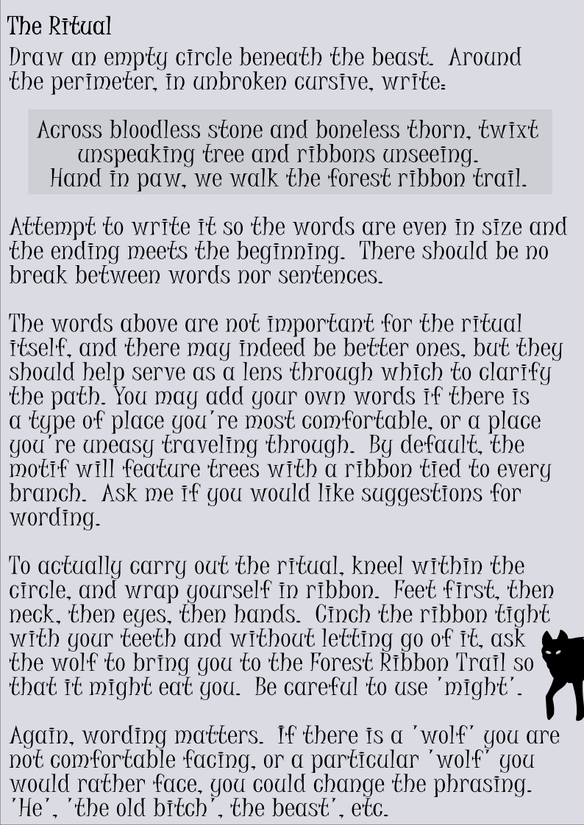 The Ritual
Draw an empty circle beneath the beast.  Around
the perimeter, in unbroken cursive, write:
Across bloodless stone and boneless thorn, twixt
unspeaking tree and ribbons unseeing.
Hand in paw, we walk the forest ribbon trail.
Attempt to write it so the words are even in size and
the ending meets the beginning.  There should be no
break between words nor sentences.
The words above are not important for the ritual
itself, and there may indeed be better ones, but they
should help serve as a lens through which to clarify
the path. You may add your own words if there is
a type of place you're most comfortable, or a place
you're uneasy traveling through.  By default, the
motif will feature trees with a ribbon tied to every
branch.  Ask me if you would like suggestions for
wording.
To actually carry out the ritual, kneel within the
circle, and wrap yourself in ribbon.  Feet first, then
neck, then eyes, then hands.  Cinch the ribbon tight
with your teeth and without letting go of it, ask
the wolf to bring you to the Forest Ribbon Trail so
that it might eat you.  Be careful to use 'might'.
Again, wording matters.  If there is a 'wolf' you are
not comfortable facing, or a particular 'wolf' you
would rather face, you could change the phrasing.
'He', 'the old bitch', the beast', etc.